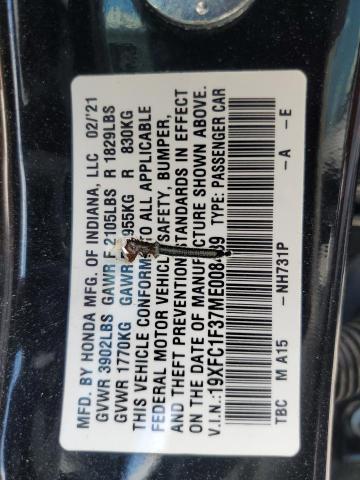 MFD. BY HONDA MFG. OF INDIANA, LLC 02/'21
GVWR 3902LBS GAWR F 2105LBS R 1829LBS
GVWR 1770KG GAWR 955KG R 830KG
THIS VEHICLE TO ALL APPLICABLE
FEDERAL MOTOR VEHICLE SAFETY, BUMPER,
AND THEFT PREVENTION STANDARDS IN EFFECT
ON THE DATE OF MANUFACTURE SHOWN ABOVE.
V.I.N.: TYPE: PASSENGER CAR
TBC M A15 -NH731P -A -E